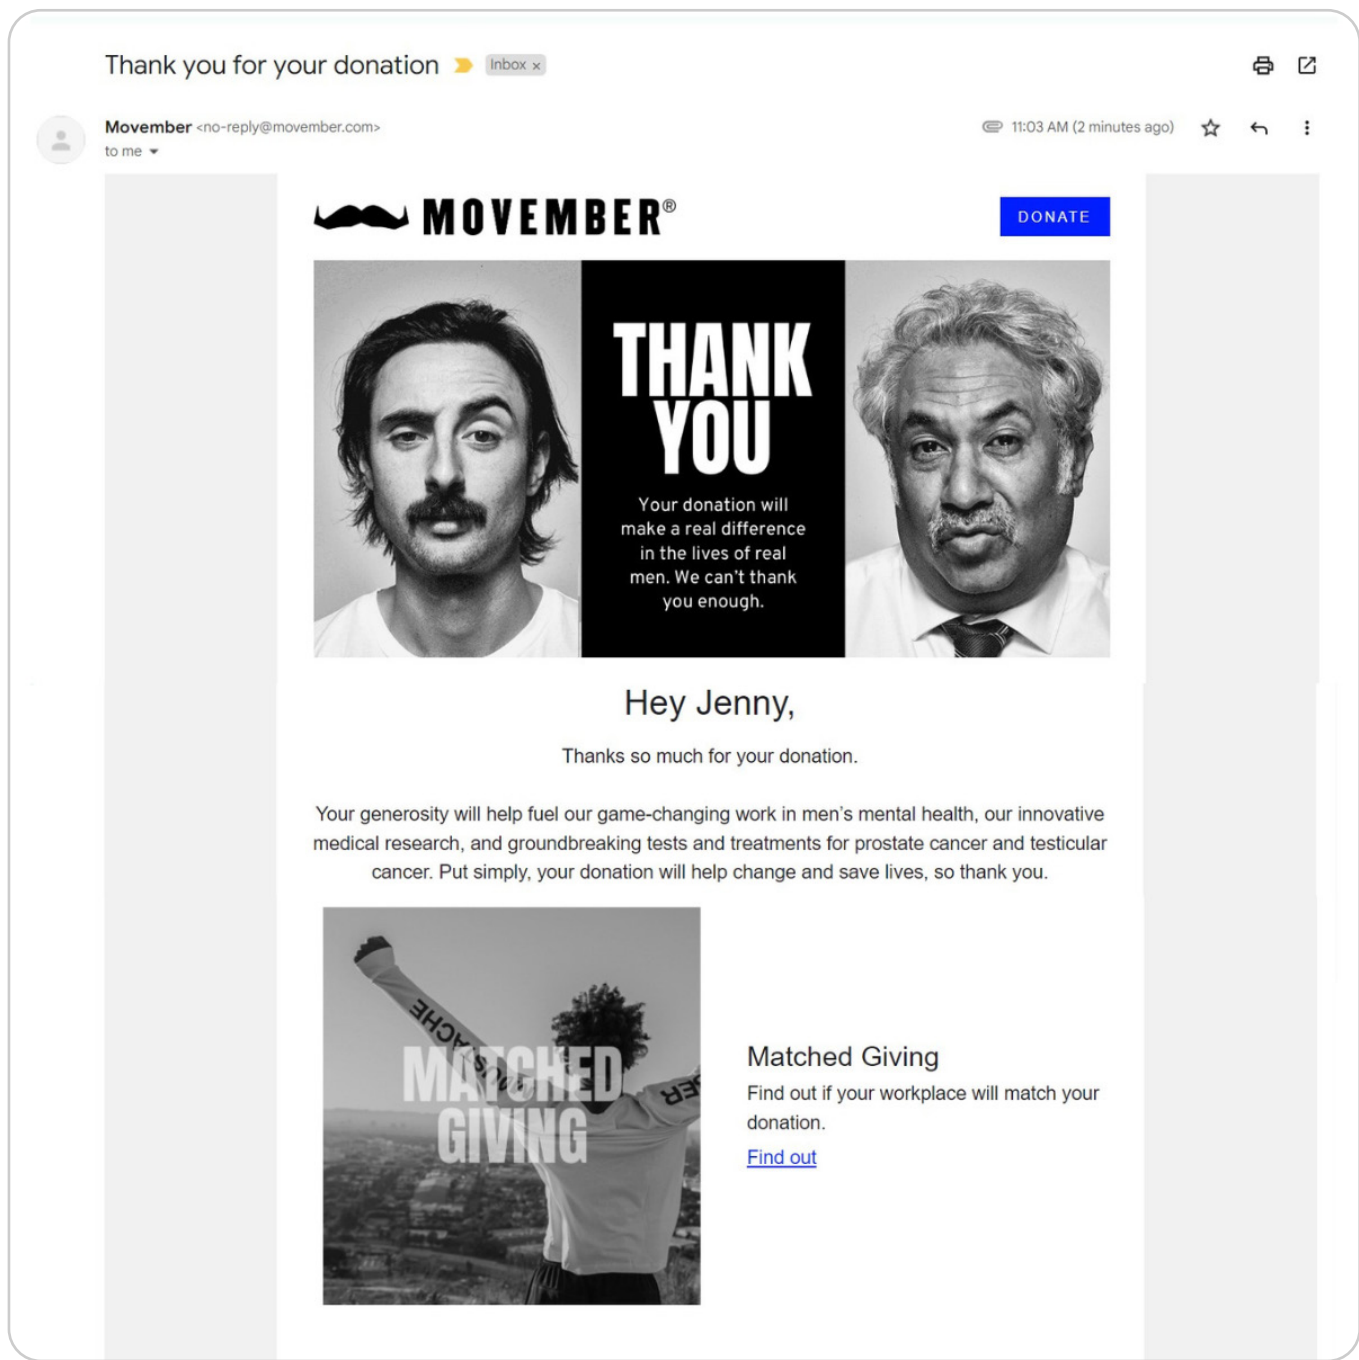 Thank you for your donation
Inbox ×
Movember <no-reply@movember.com>
11:03 AM (2 minutes ago)
to me
MOVEMBER®
DONATE
THANK
YOU
Your donation will
make a real difference
in the lives of real
men. We can't thank
you enough.
Hey Jenny,
Thanks so much for your donation.
Your generosity will help fuel our game-changing work in men's mental health, our innovative
medical research, and groundbreaking tests and treatments for prostate cancer and testicular
cancer. Put simply, your donation will help change and save lives, so thank you.
MOUSTACHE
MATCHED
GIVING
Matched Giving
Find out if your workplace will match your
donation.
Find out